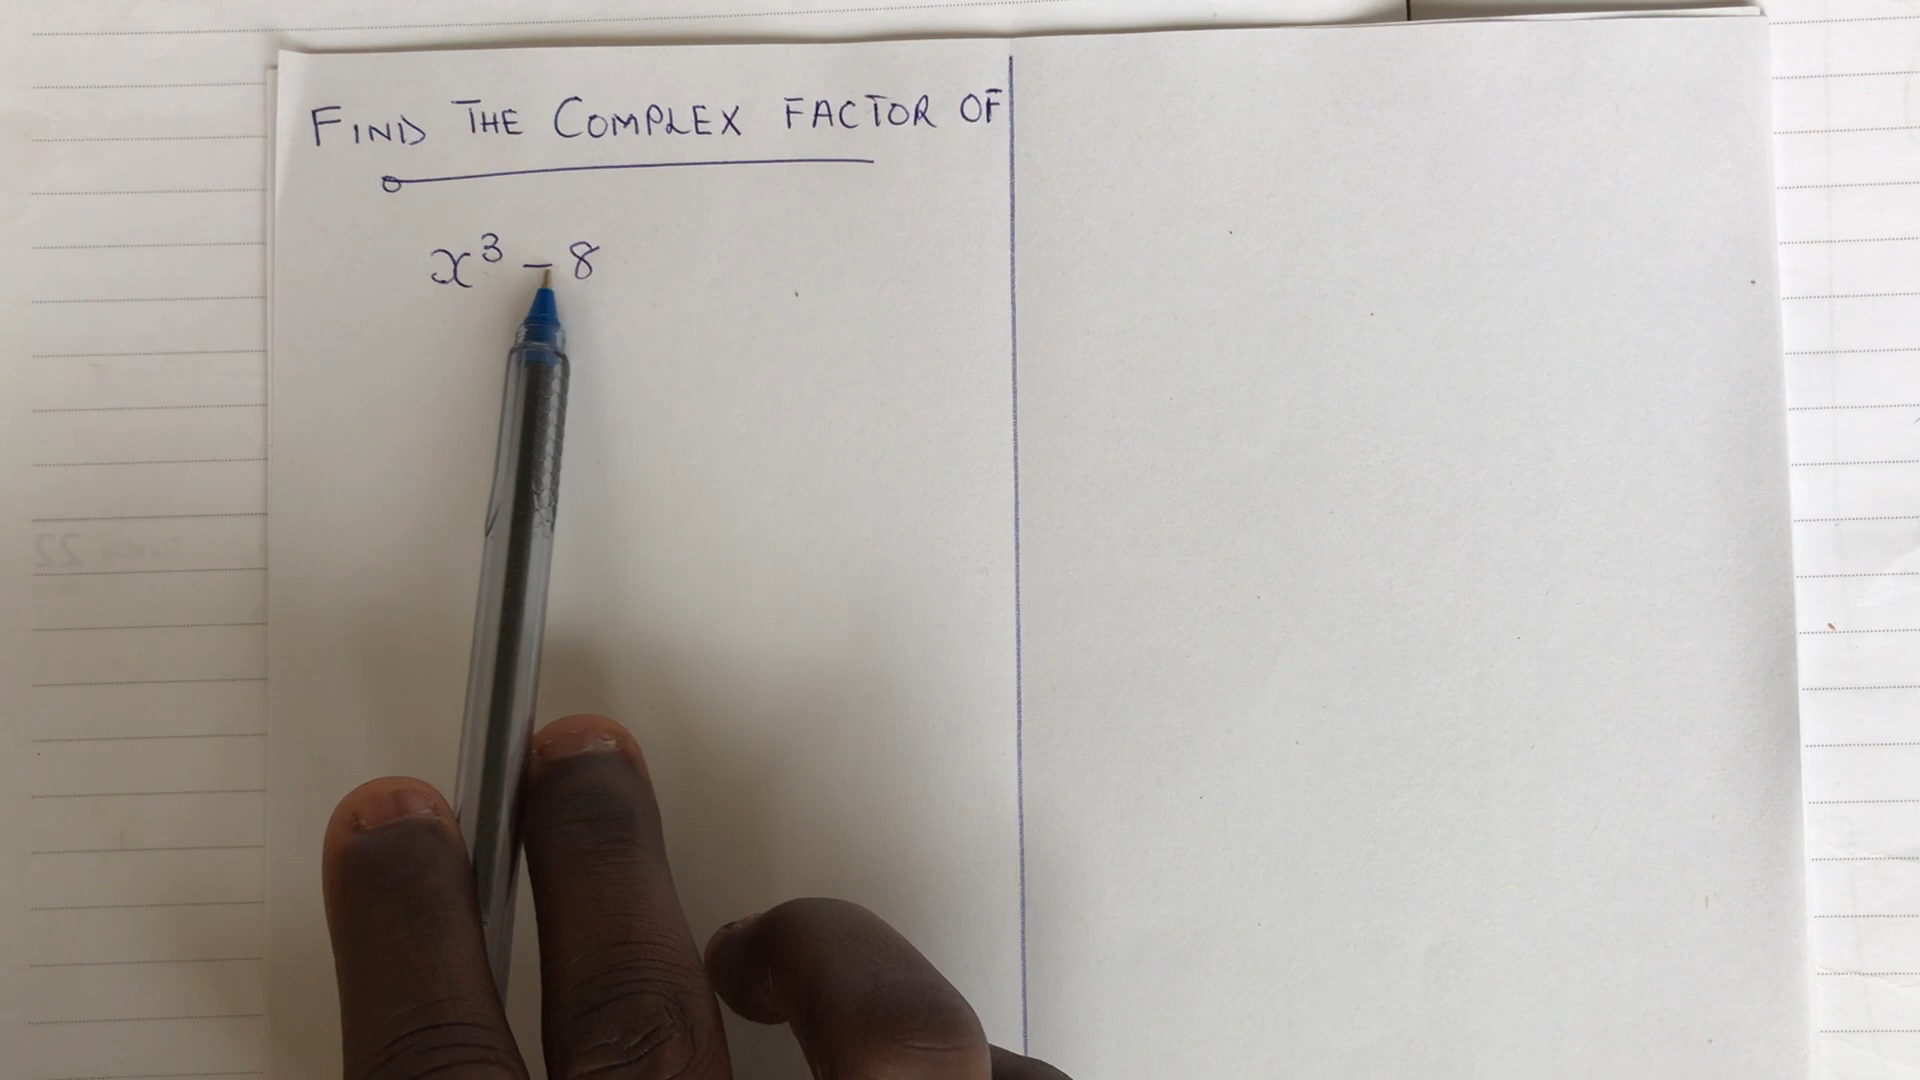 FIND THE COMPLEX FACTOR OF
x³ - 8